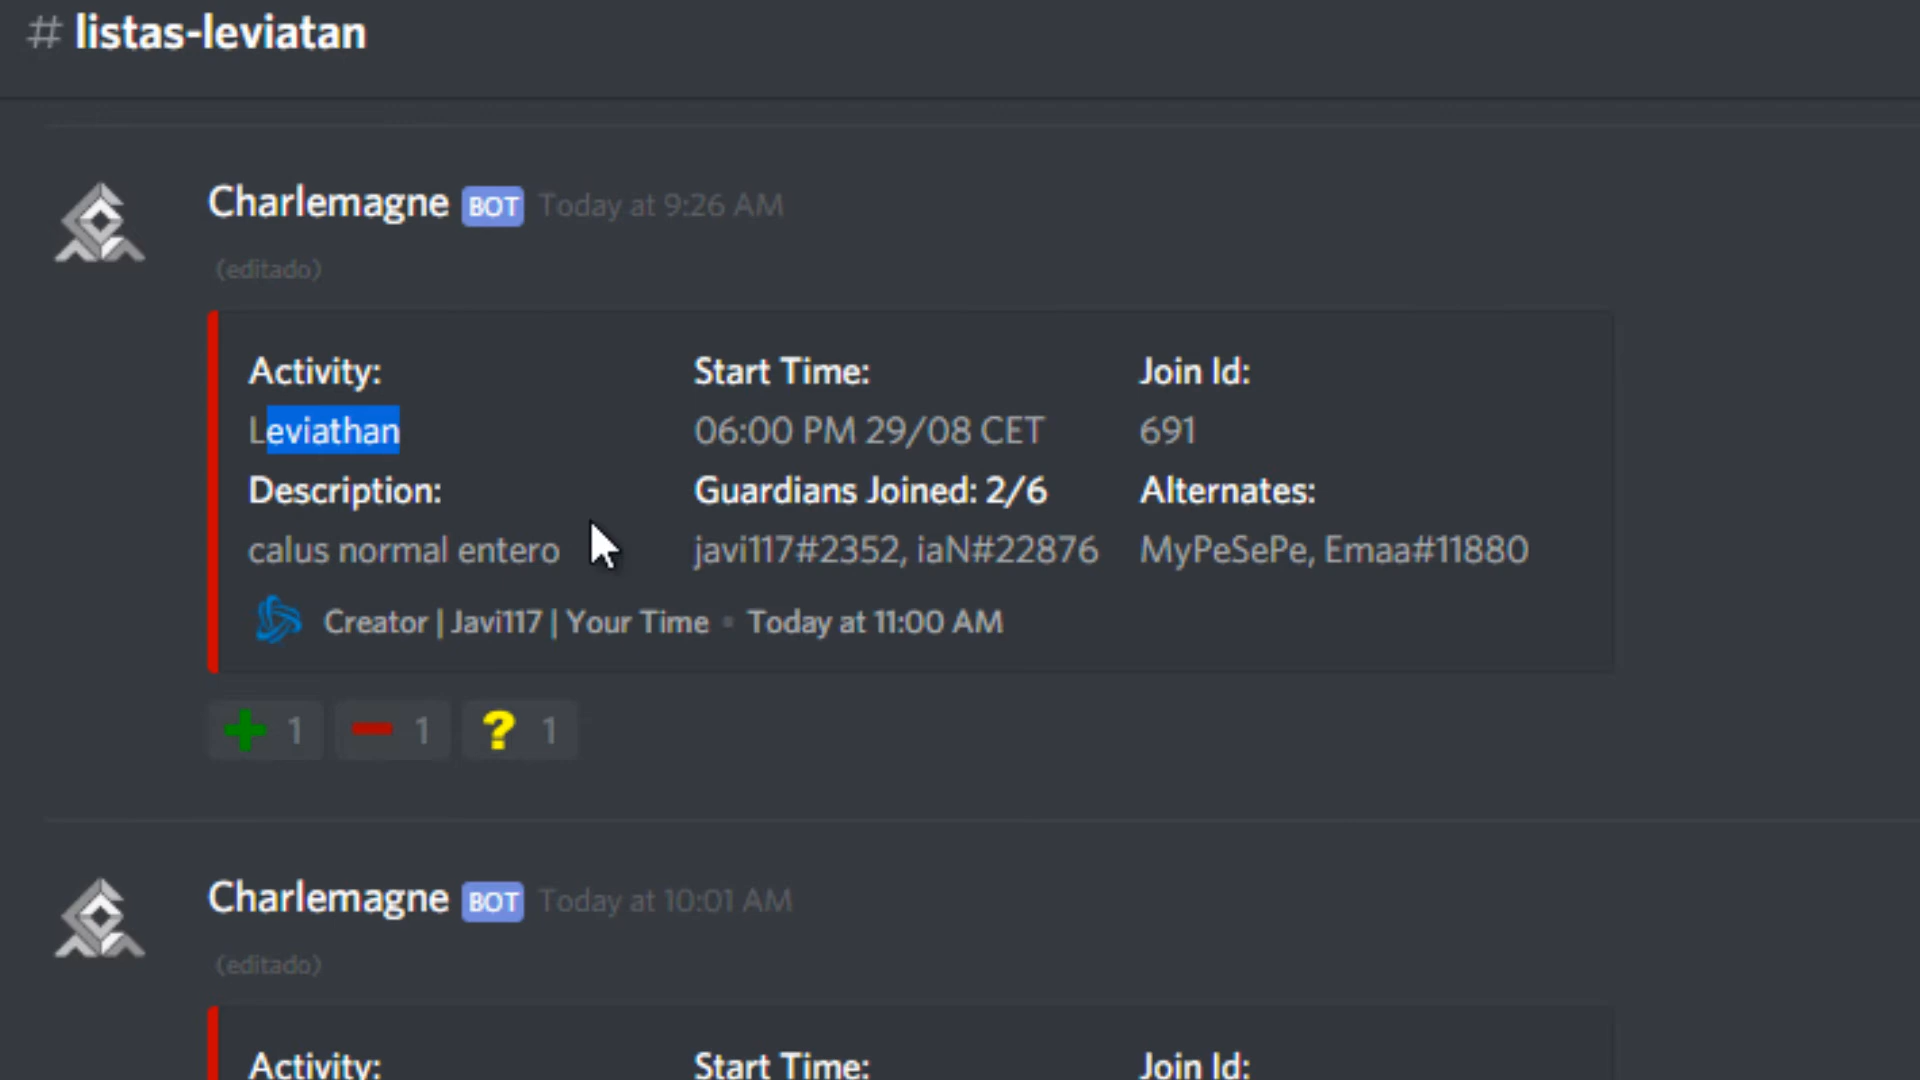 # listas-leviatan
Charlemagne BOT Today at 9:26 AM
(editado)
Activity: Start Time: Join Id:
Leviathan 06:00 PM 29/08 CET 691
Description: Guardians Joined: 2/6 Alternates:
calus normal entero javi117#2352, iaN#22876 MyPeSePe, Emaa#11880
Creator | Javi117 | Your Time • Today at 11:00 AM
1 1 ? 1
Charlemagne BOT Today at 10:01 AM
(editado)
Activity: Start Time: Join Id: